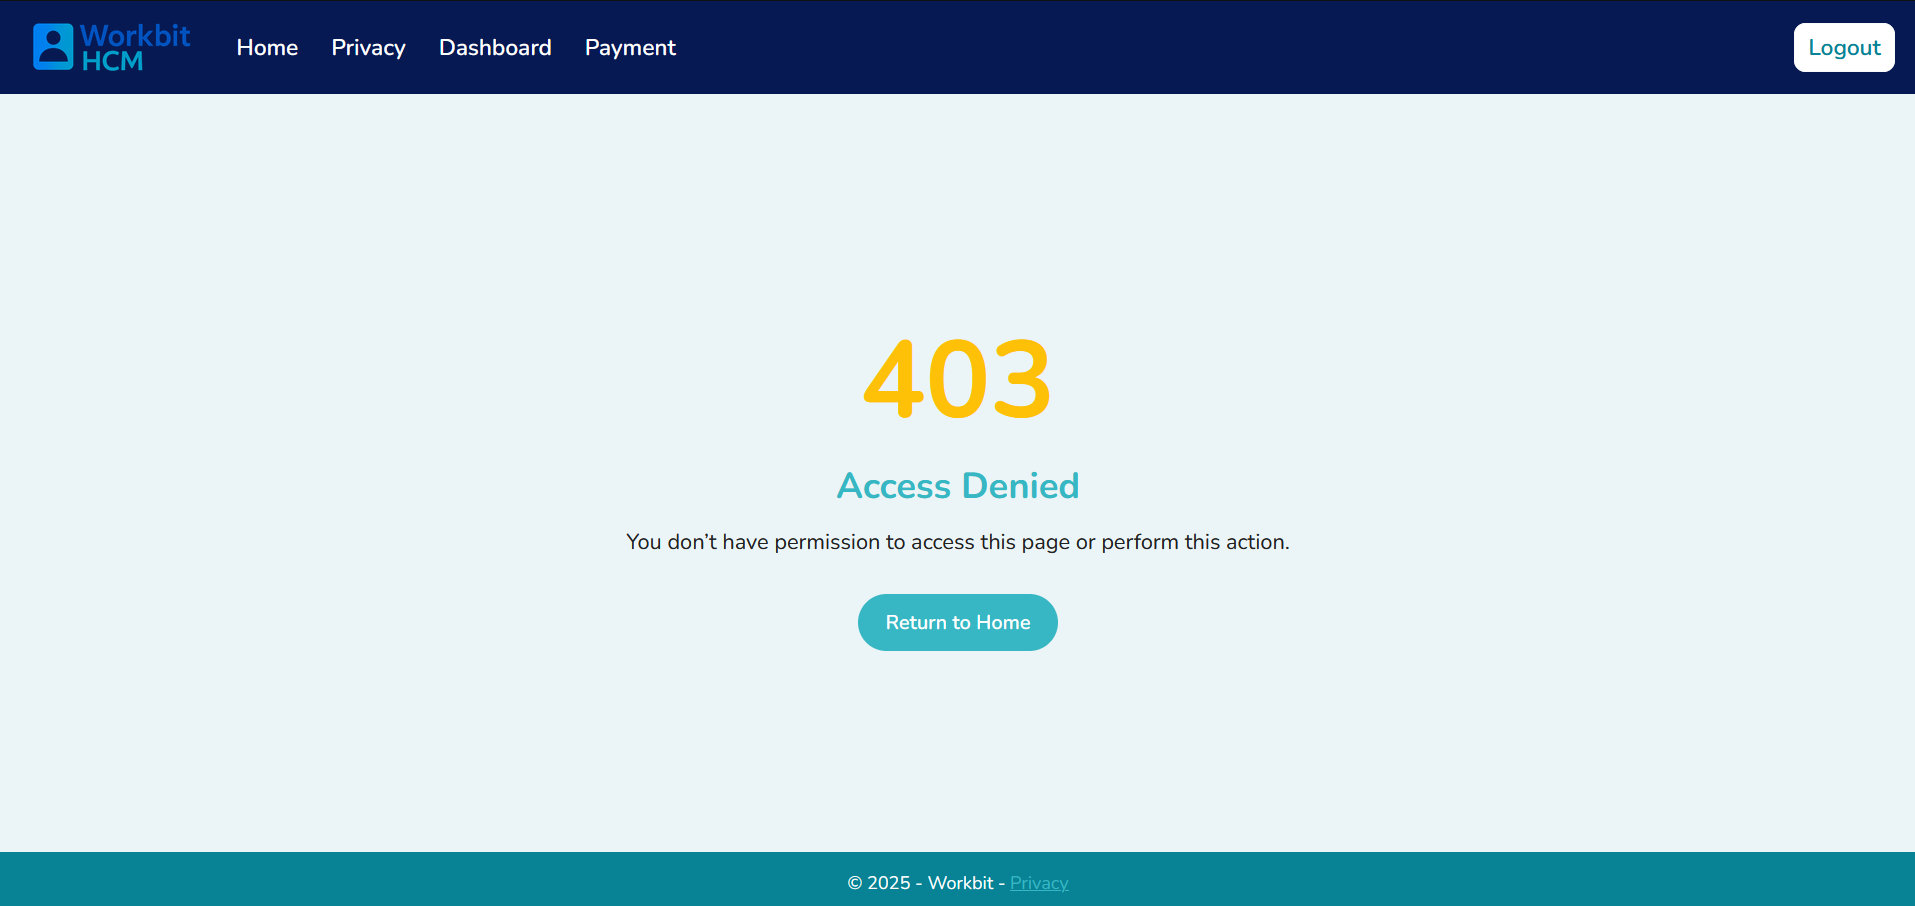 Workbit
HCM
Home Privacy Dashboard Payment
Logout
403
Access Denied
You don’t have permission to access this page or perform this action.
Return to Home
© 2025 - Workbit - Privacy